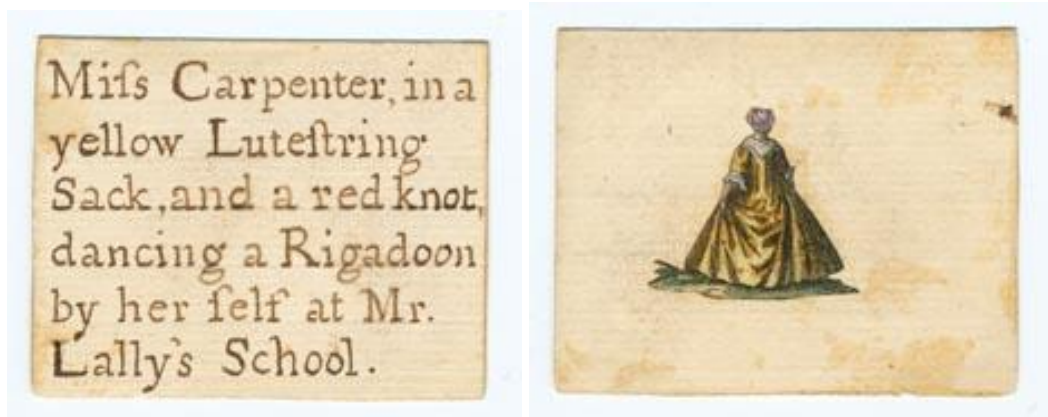 Miſs Carpenter, in a
yellow Luteſtring
Sack, and a red knot,
dancing a Rigadoon
by her ſelf at Mr.
Lally's School.